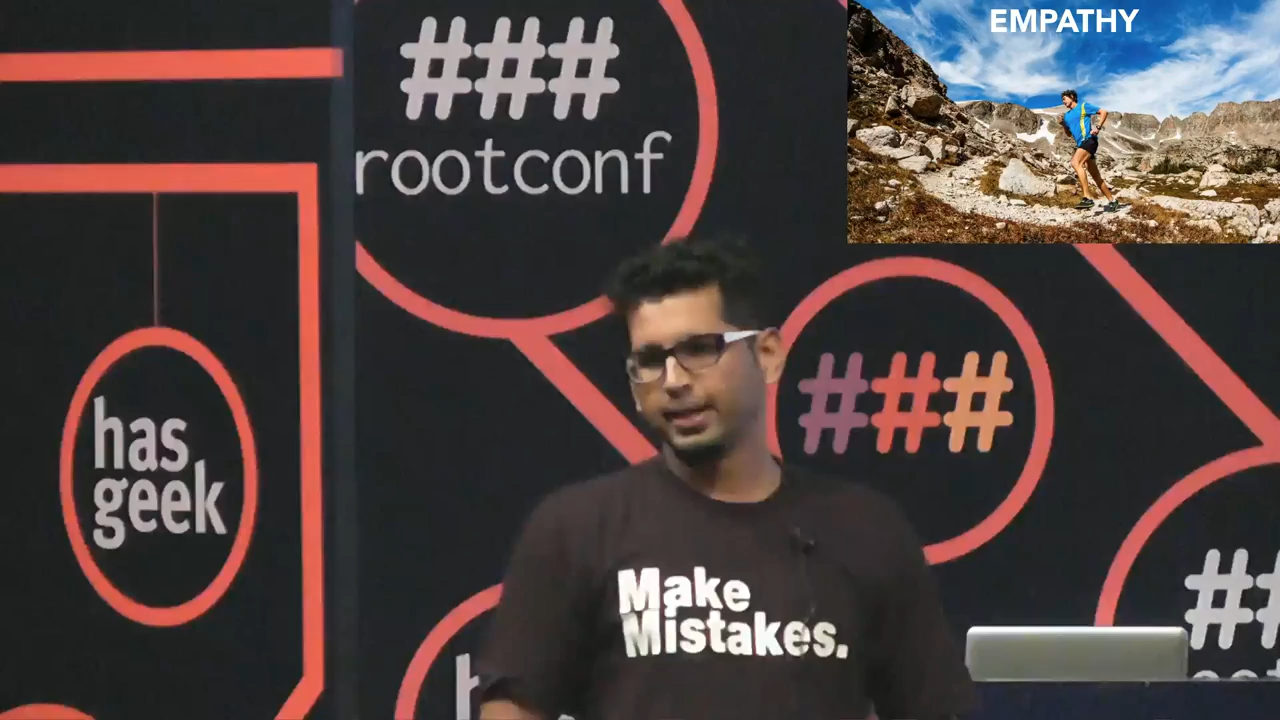 ###
rootconf
EMPATHY
has
geek
###
Make
Mistakes.
##